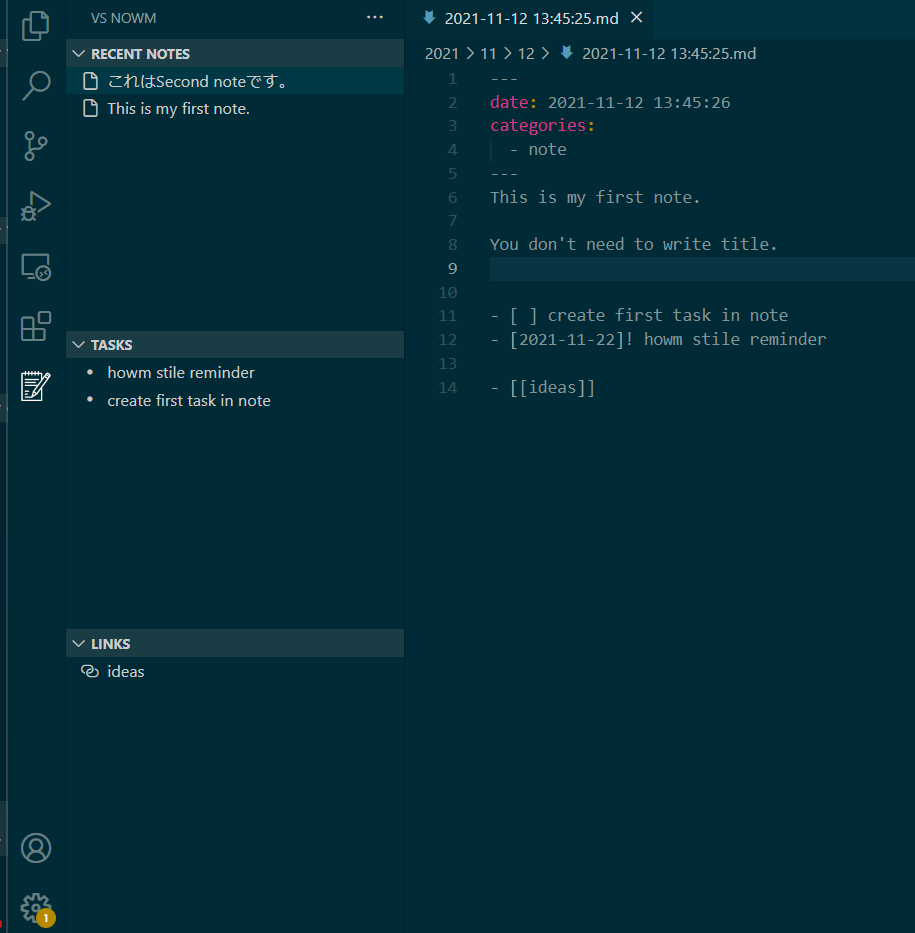 VS NOWM
RECENT NOTES
これはSecond noteです。
This is my first note.
TASKS
howm stile reminder
create first task in note
LINKS
ideas
1
2021-11-12 13:45:25.md
2021 > 11 > 12 > 2021-11-12 13:45:25.md
1 ---
2 date: 2021-11-12 13:45:26
3 categories:
4 - note
5 ---
6 This is my first note.
7
8 You don't need to write title.
9
10
11 - [ ] create first task in note
12 - [2021-11-22]! howm stile reminder
13
14 - [[ideas]]